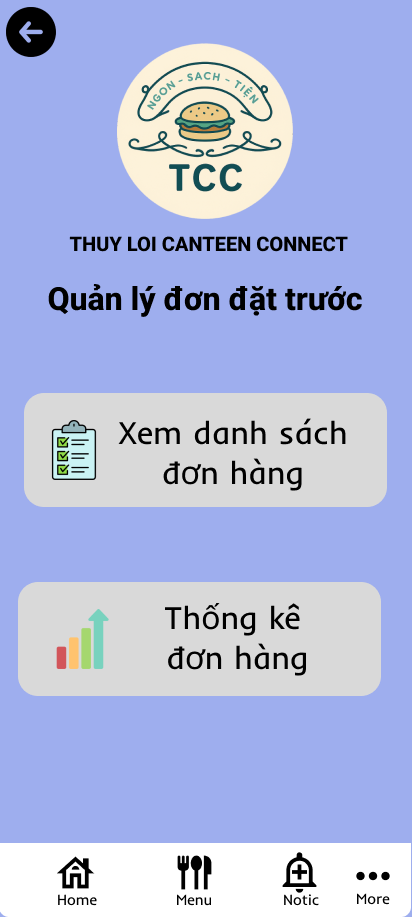 NGON - SẠCH - TIỆN
TCC
THUY LOI CANTEEN CONNECT
Quản lý đơn đặt trước
Xem danh sách
đơn hàng
Thống kê
đơn hàng
Home
Menu
Notic
More